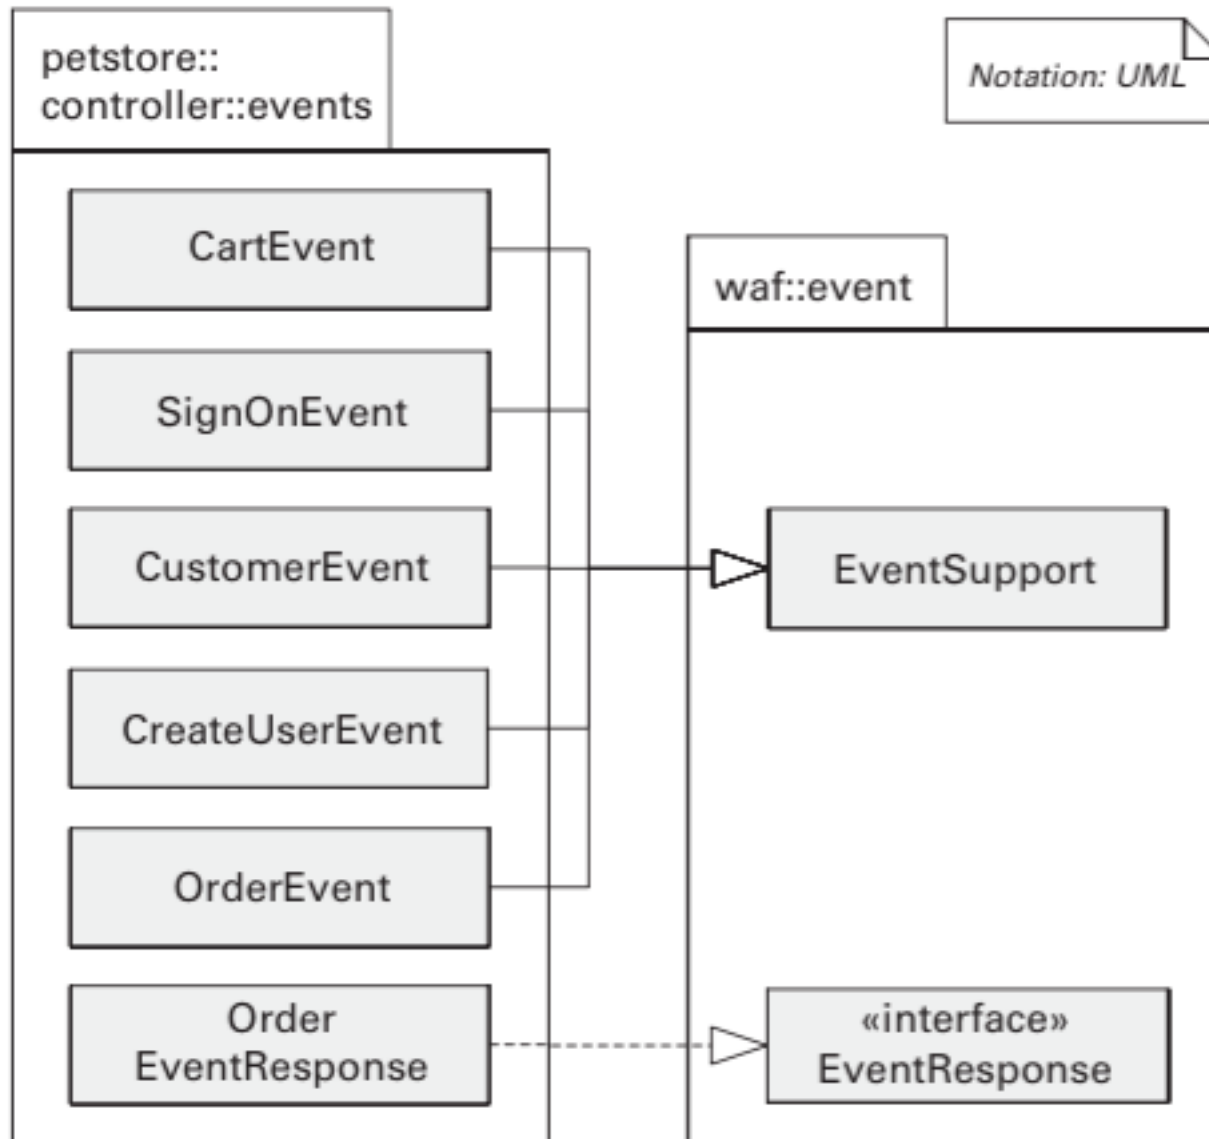 petstore::
controller::events
Notation: UML
CartEvent
waf::event
SignOnEvent
CustomerEvent
EventSupport
CreateUserEvent
OrderEvent
Order
EventResponse
«interface»
EventResponse